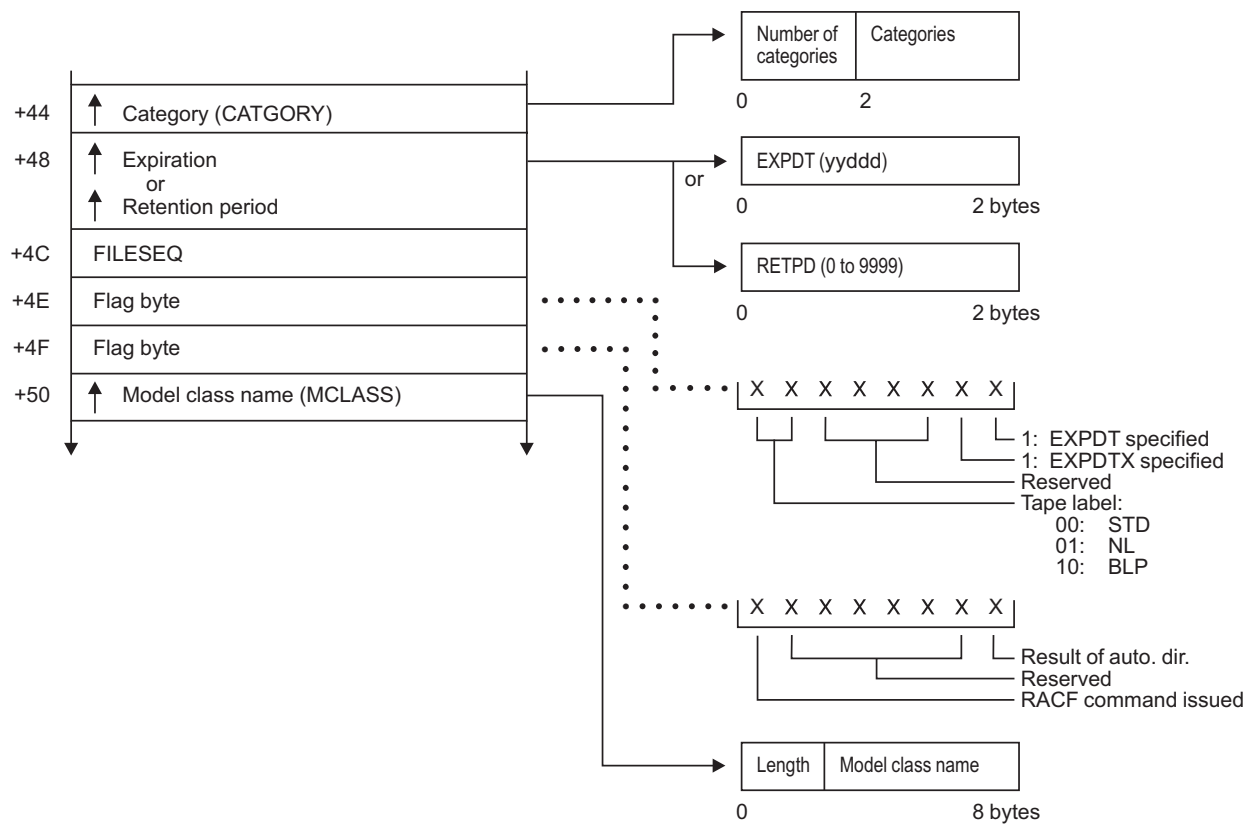 Number of categories
Categories
0
2
+44
Category (CATGORY)
+48
Expiration
or
Retention period
or
EXPDT (yyddd)
0
2 bytes
+4C
FILESEQ
RETPD (0 to 9999)
0
2 bytes
+4E
Flag byte
+4F
Flag byte
+50
Model class name (MCLASS)
X X X X X X X X
1: EXPDT specified
1: EXPDTX specified
Reserved
Tape label:
00: STD
01: NL
10: BLP
X X X X X X X X
Result of auto. dir.
Reserved
RACF command issued
Length
Model class name
0
8 bytes